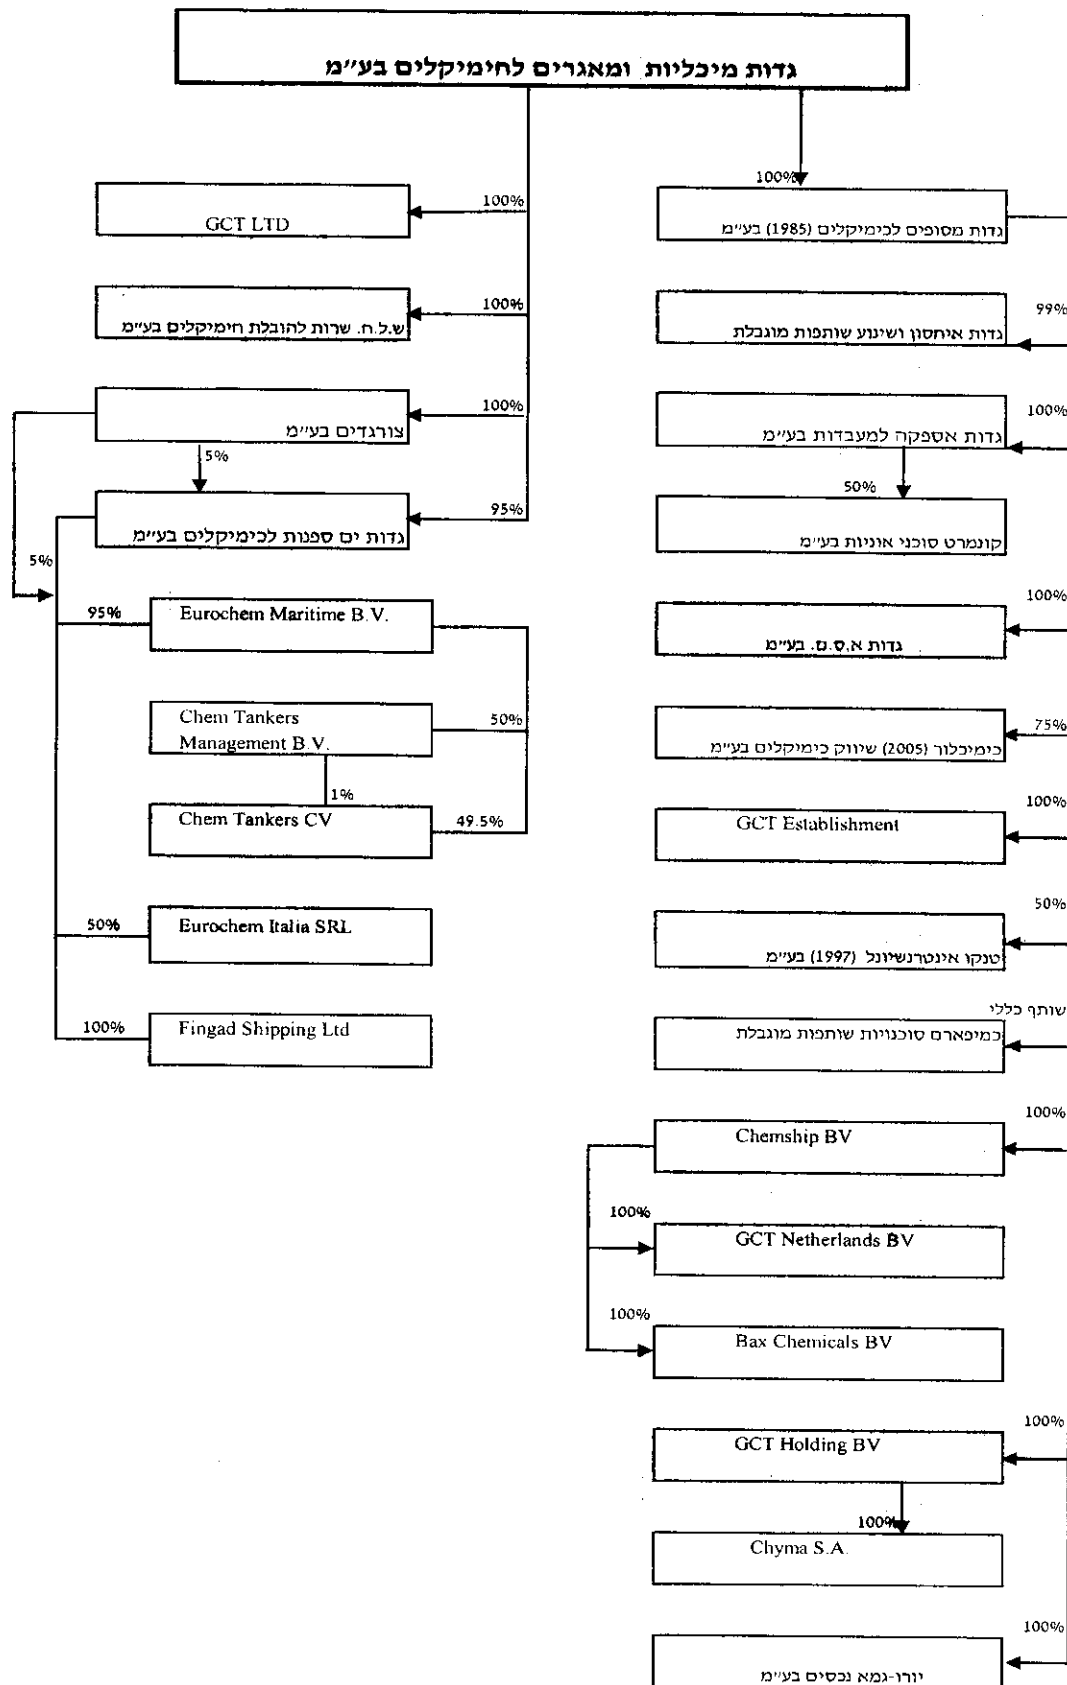 גדות מיכליות ומאגרים לחימיקלים בע״מ
100%
100%
GCT LTD
גדות מסופים לכימיקלים (1985) בע״מ
100%
99%
ש.ל.ח. שרות להובלת חימיקלים בע״מ
גדות איחסון ושינוע שותפות מוגבלת
100%
100%
צורגדים בע״מ
גדות אספקה למעבדות בע״מ
5%
50%
95%
גדות ים ספנות לכימיקלים בע״מ
קונמרט סוכני אוניות בע״מ
5%
100%
95%
Eurochem Maritime B.V.
גדות א.ס.ם. בע״מ
75%
Chem Tankers
Management B.V.
50%
כימיכלור (2005) שיווק כימיקלים בע״מ
1%
100%
Chem Tankers CV
49.5%
GCT Establishment
50%
50%
Eurochem Italia SRL
טנקו אינטרנשיונל (1997) בע״מ
שותף כללי
100%
Fingad Shipping Ltd
כמיפארם סוכנויות שותפות מוגבלת
100%
Chemship BV
100%
GCT Netherlands BV
100%
Bax Chemicals BV
100%
GCT Holding BV
100%
Chyma S.A.
100%
יורו-גמא נכסים בע״מ